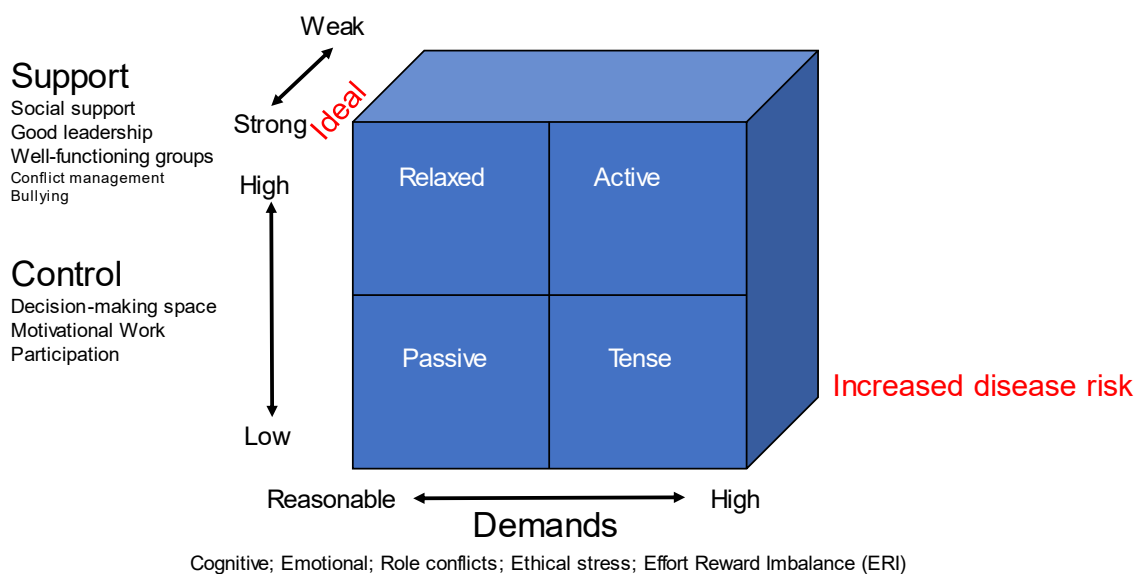 Weak
Support
Social support
Good leadership
Well-functioning groups
Conflict management
Bullying
Strong
Ideal
High
Relaxed
Active
Control
Decision-making space
Motivational Work
Participation
Passive
Tense
Increased disease risk
Low
Reasonable
High
Demands
Cognitive; Emotional; Role conflicts; Ethical stress; Effort Reward Imbalance (ERI)